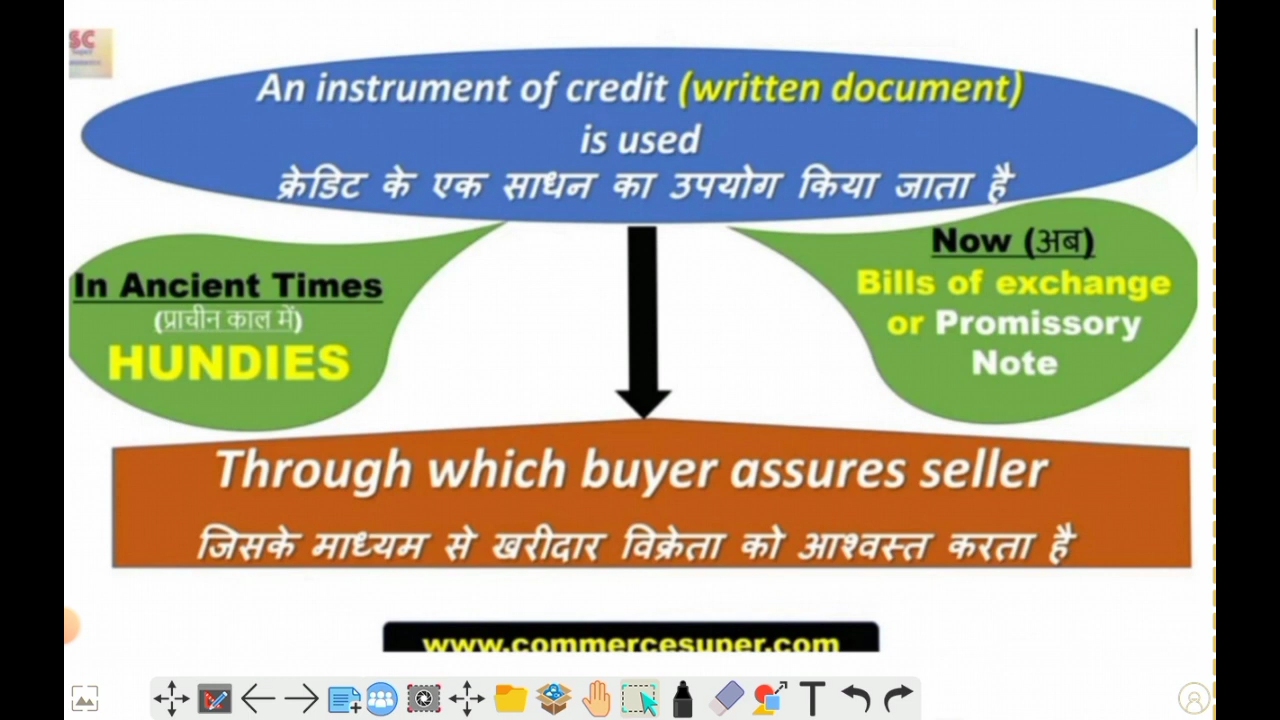 SC
An instrument of credit (written document)
is used
क्रेडिट के एक साधन का उपयोग किया जाता है
In Ancient Times
(प्राचीन काल में)
HUNDIES
Now (अब)
Bills of exchange
or Promissory
Note
Through which buyer assures seller
जिसके माध्यम से खरीदार विक्रेता को आश्वस्त करता है
www.commercesuper.com